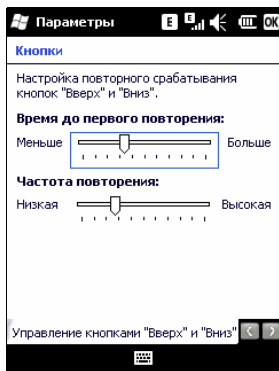 Параметры E E OK
Кнопки
Настройка повторного срабатывания
кнопок "Вверх" и "Вниз".
Время до первого повторения:
Меньше Больше
Частота повторения:
Низкая Высокая
Управление кнопками "Вверх" и "Вниз"